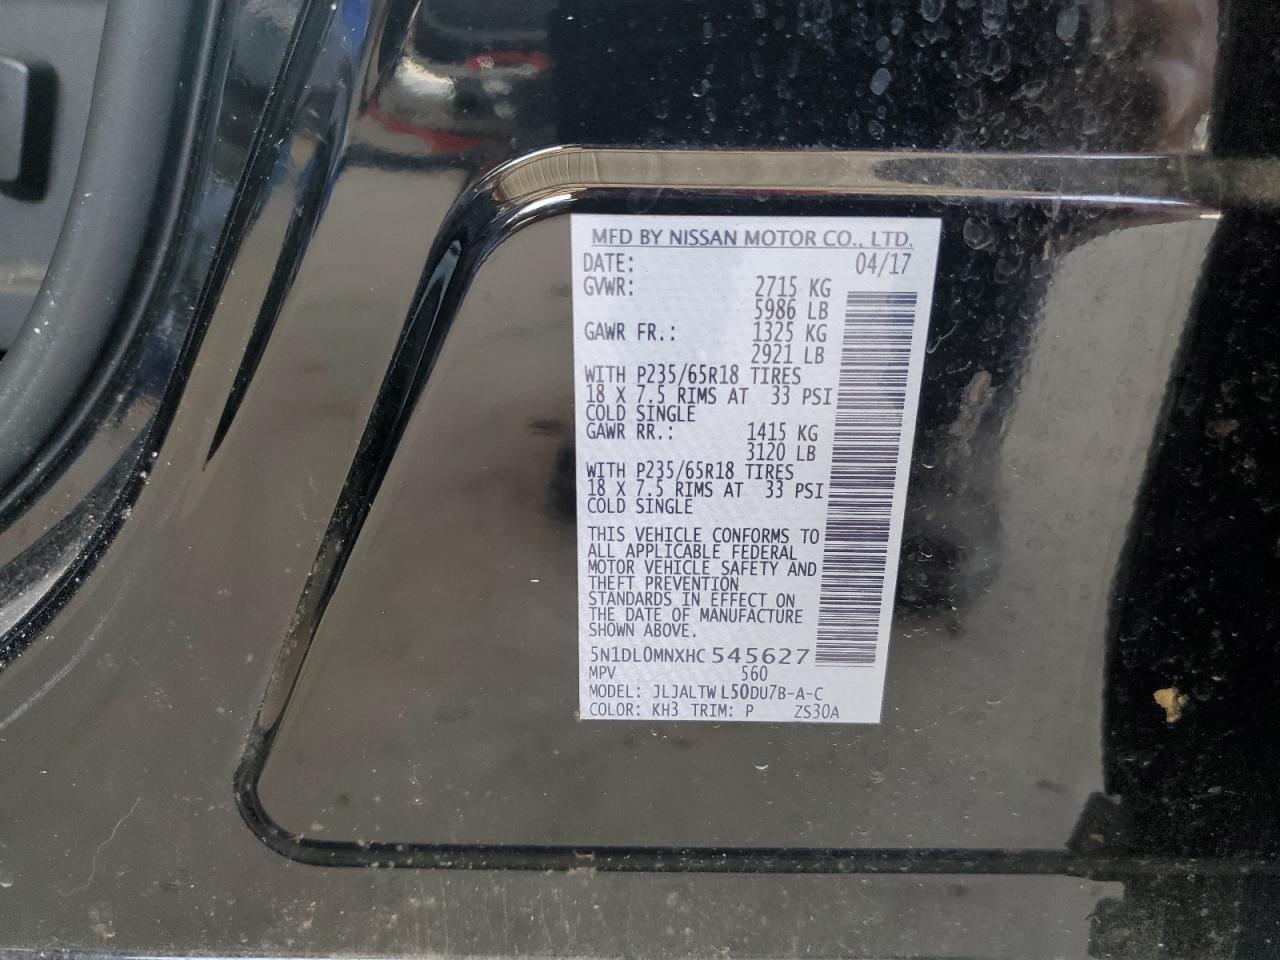 MFD BY NISSAN MOTOR CO., LTD.
DATE: 04/17
GVWR: 2715 KG
5986 LB
GAWR FR.: 1325 KG
2921 LB
WITH P235/65R18 TIRES
18 X 7.5 RIMS AT 33 PSI
COLD SINGLE
GAWR RR.: 1415 KG
3120 LB
WITH P235/65R18 TIRES
18 X 7.5 RIMS AT 33 PSI
COLD SINGLE
THIS VEHICLE CONFORMS TO
ALL APPLICABLE FEDERAL
MOTOR VEHICLE SAFETY AND
THEFT PREVENTION
STANDARDS IN EFFECT ON
THE DATE OF MANUFACTURE
SHOWN ABOVE.
5N1DL0MNXHC545627
MPV 560
MODEL: JLJALTWL50DU7B-A-C
COLOR: KH3 TRIM: P ZS30A